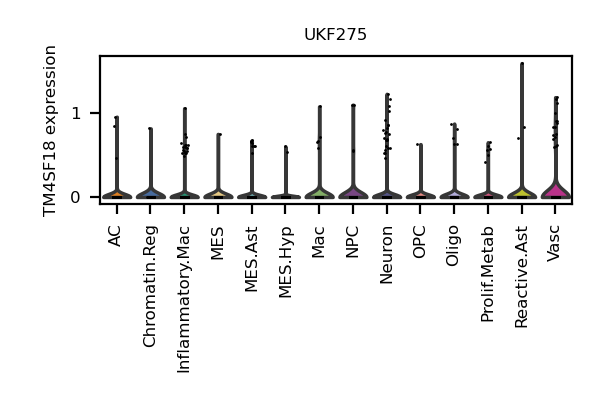 UKF275
TM4SF18 expression
1
0
AC
Chromatin.Reg
Inflammatory.Mac
MES
MES.Ast
MES.Hyp
Mac
NPC
Neuron
OPC
Oligo
Prolif.Metab
Reactive.Ast
Vasc